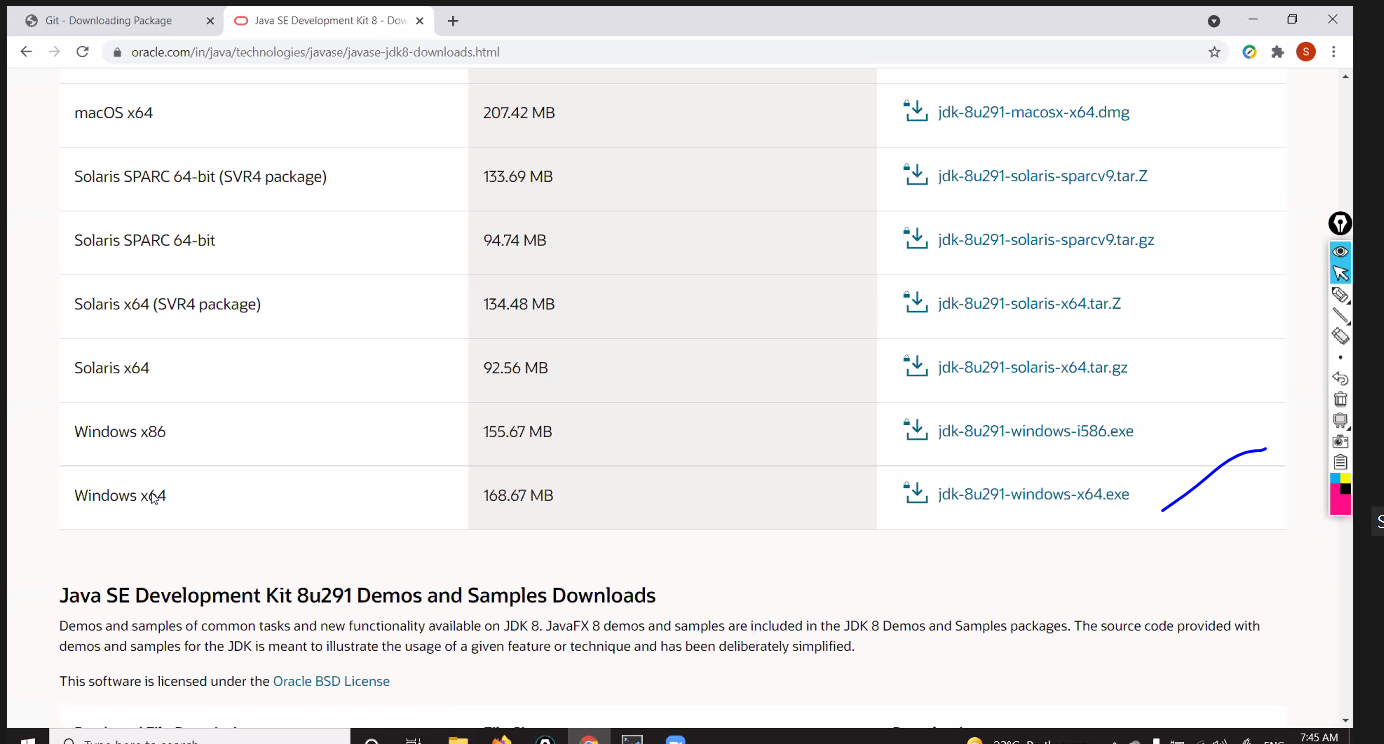 Git - Downloading Package
Java SE Development Kit 8 - Dow
oracle.com/in/java/technologies/javase/javase-jdk8-downloads.html
S
macOS x64 207.42 MB jdk-8u291-macosx-x64.dmg
Solaris SPARC 64-bit (SVR4 package) 133.69 MB jdk-8u291-solaris-sparcv9.tar.Z
Solaris SPARC 64-bit 94.74 MB jdk-8u291-solaris-sparcv9.tar.gz
Solaris x64 (SVR4 package) 134.48 MB jdk-8u291-solaris-x64.tar.Z
Solaris x64 92.56 MB jdk-8u291-solaris-x64.tar.gz
Windows x86 155.67 MB jdk-8u291-windows-i586.exe
Windows x64 168.67 MB jdk-8u291-windows-x64.exe
S
Java SE Development Kit 8u291 Demos and Samples Downloads
Demos and samples of common tasks and new functionality available on JDK 8. JavaFX 8 demos and samples are included in the JDK 8 Demos and Samples packages. The source code provided with
demos and samples for the JDK is meant to illustrate the usage of a given feature or technique and has been deliberately simplified.
This software is licensed under the Oracle BSD License
Type here to search
7:45 AM